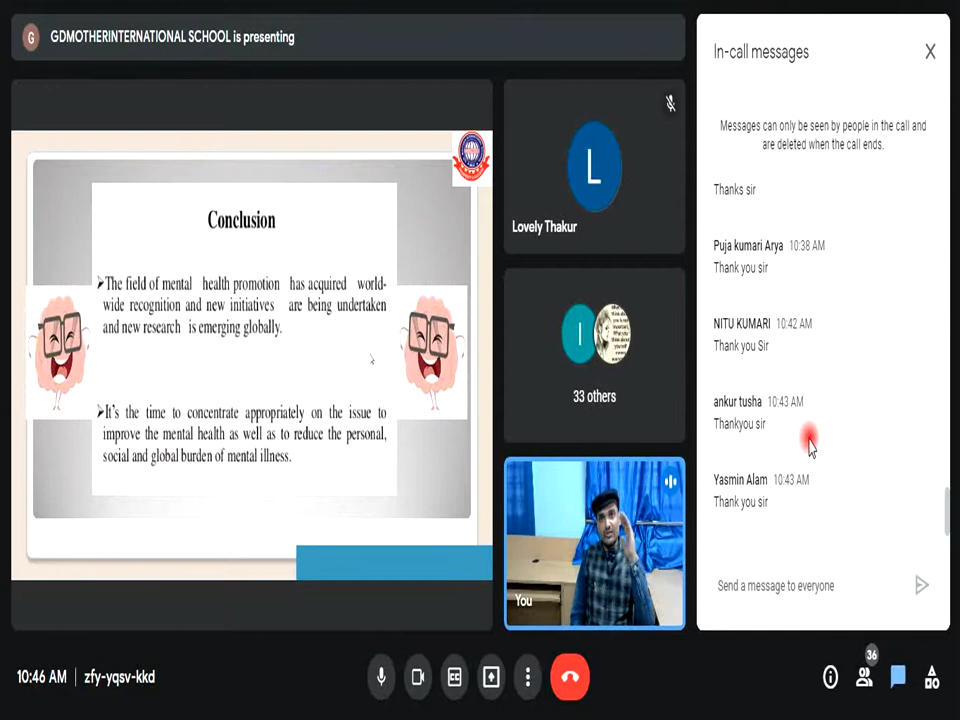 G
GDMOTHERINTERNATIONAL SCHOOL is presenting
Conclusion
➢The field of mental health promotion has acquired world-
wide recognition and new initiatives are being undertaken
and new research is emerging globally.
➢It's the time to concentrate appropriately on the issue to
improve the mental health as well as to reduce the personal,
social and global burden of mental illness.
L
Lovely Thakur
I
33 others
You
In-call messages
Messages can only be seen by people in the call and
are deleted when the call ends.
Thanks sir
Puja kumari Arya 10:38 AM
Thank you sir
NITU KUMARI 10:42 AM
Thank you Sir
ankur tusha 10:43 AM
Thankyou sir
Yasmin Alam 10:43 AM
Thank you sir
Send a message to everyone
10:46 AM | zfy-yqsv-kkd
CC
36